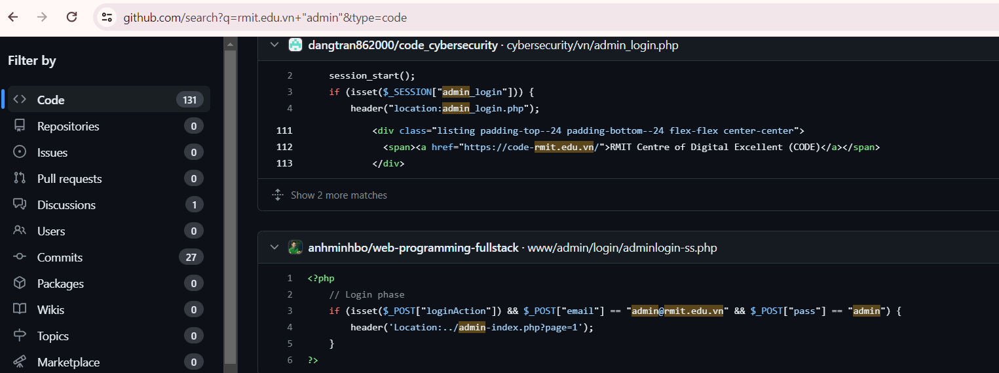 github.com/search?q=rmit.edu.vn+"admin"&type=code
Filter by
Code 131
Repositories 0
Issues 0
Pull requests 0
Discussions 1
Users 0
Commits 27
Packages 0
Wikis 0
Topics 0
Marketplace 0
dangtran862000/code_cybersecurity · cybersecurity/vn/admin_login.php
2 session_start();
3 if (isset($_SESSION["admin_login"])) {
4 header("location:admin_login.php");
111 <div class="listing padding-top--24 padding-bottom--24 flex-flex center-center">
112 <span><a href="https://code-rmit.edu.vn/">RMIT Centre of Digital Excellent (CODE)</a></span>
113 </div>
Show 2 more matches
anhminhbo/web-programming-fullstack · www/admin/login/adminlogin-ss.php
1 <?php
2 // Login phase
3 if (isset($_POST["loginAction"]) && $_POST["email"] == "admin@rmit.edu.vn" && $_POST["pass"] == "admin") {
4 header('Location:../admin-index.php?page=1');
5 }
6 ?>